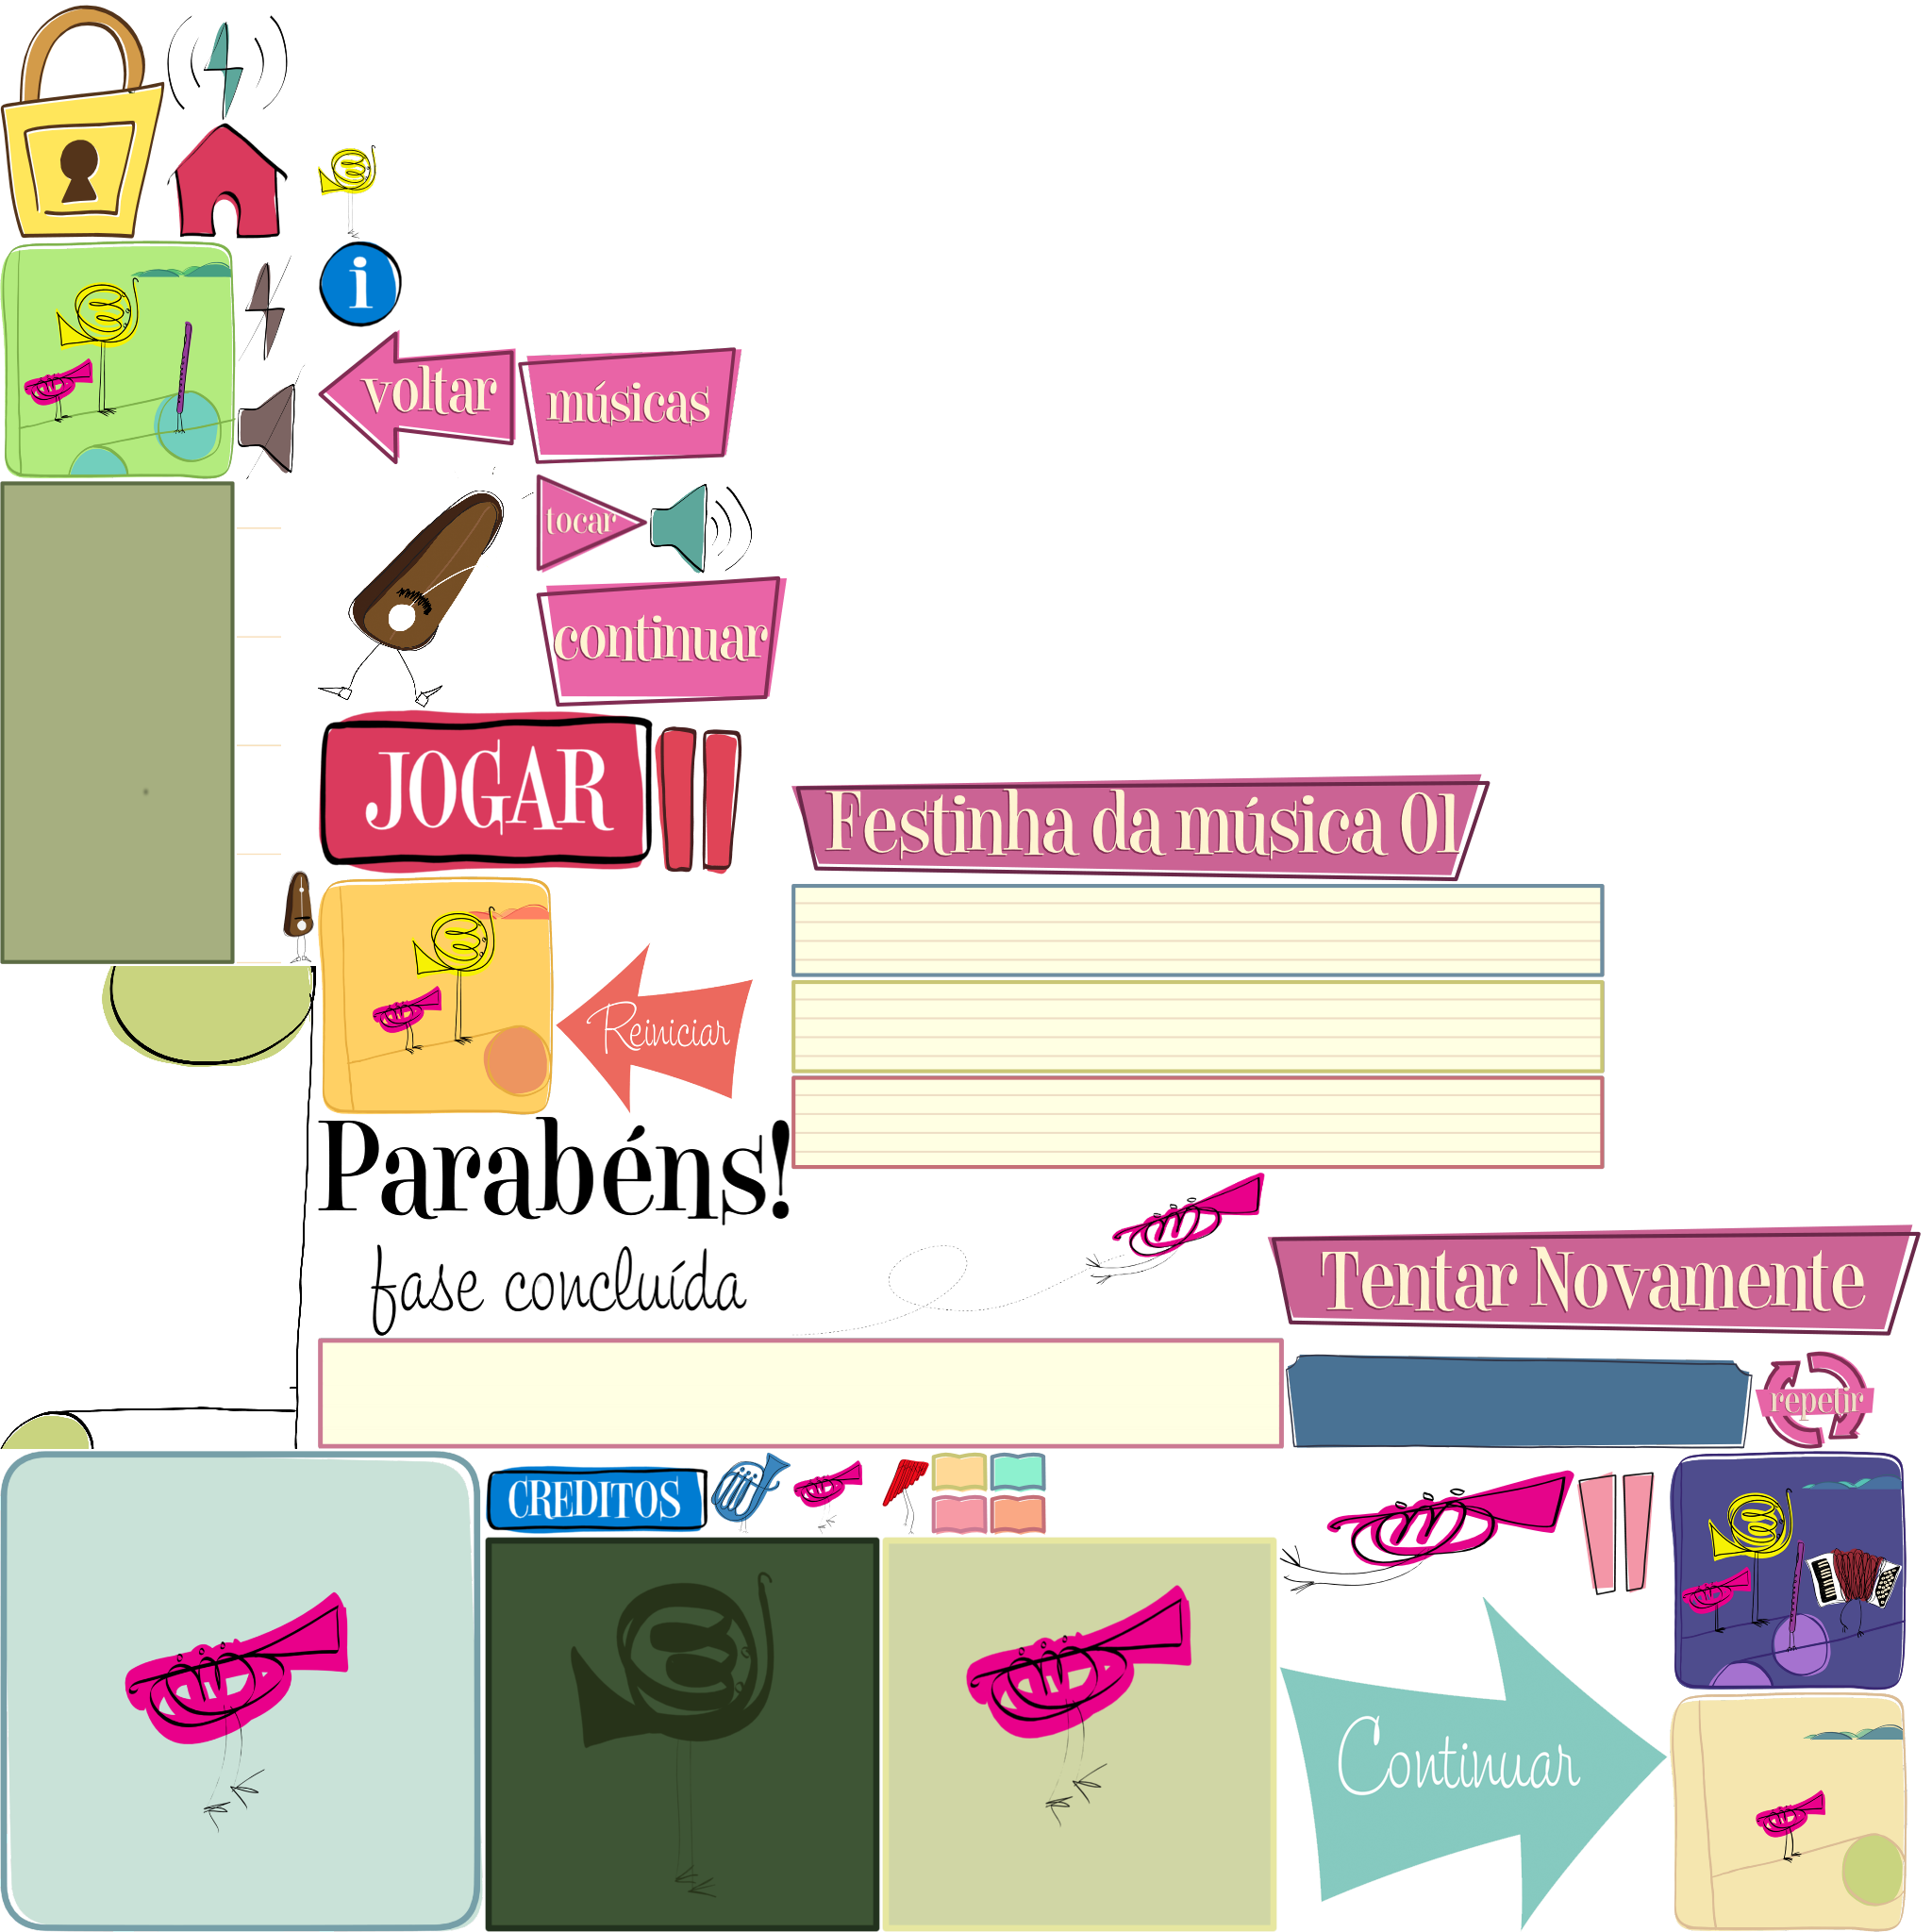 i
voltar
músicas
tocar
continuar
JOGAR
Festinha da música 01
Reiniciar
Parabéns!
fase concluída
Tentar Novamente
repetir
CREDITOS
Continuar